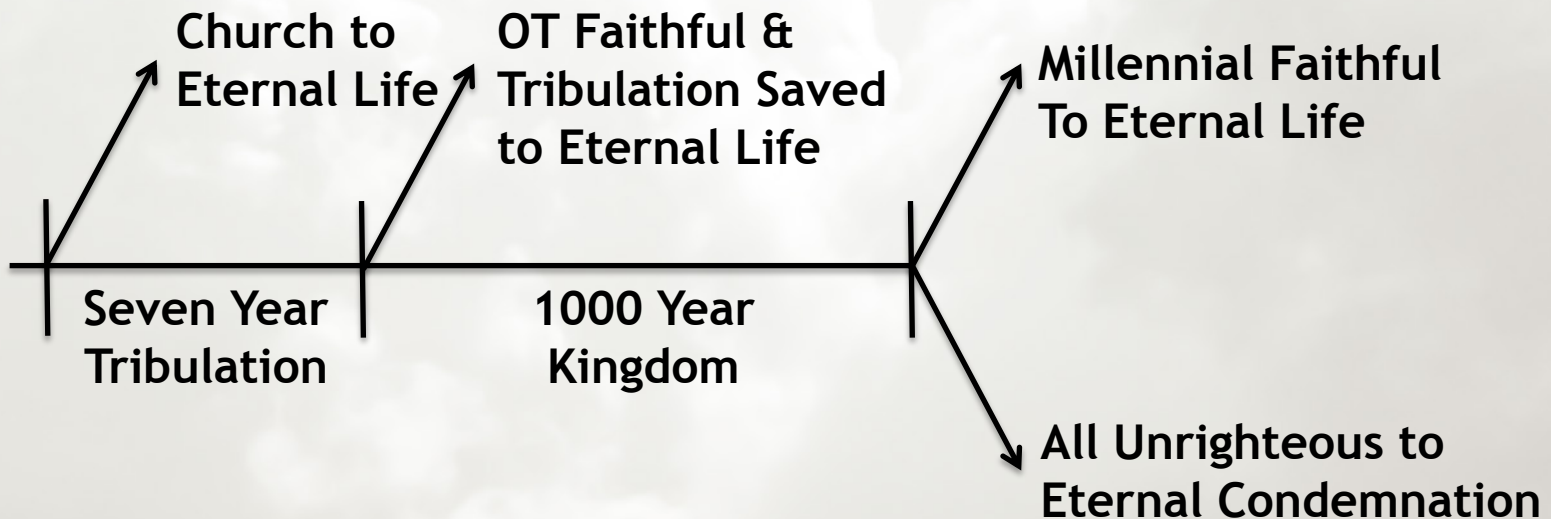 Church to
Eternal Life
OT Faithful &
Tribulation Saved
to Eternal Life
Millennial Faithful
To Eternal Life
Seven Year
Tribulation
1000 Year
Kingdom
All Unrighteous to
Eternal Condemnation